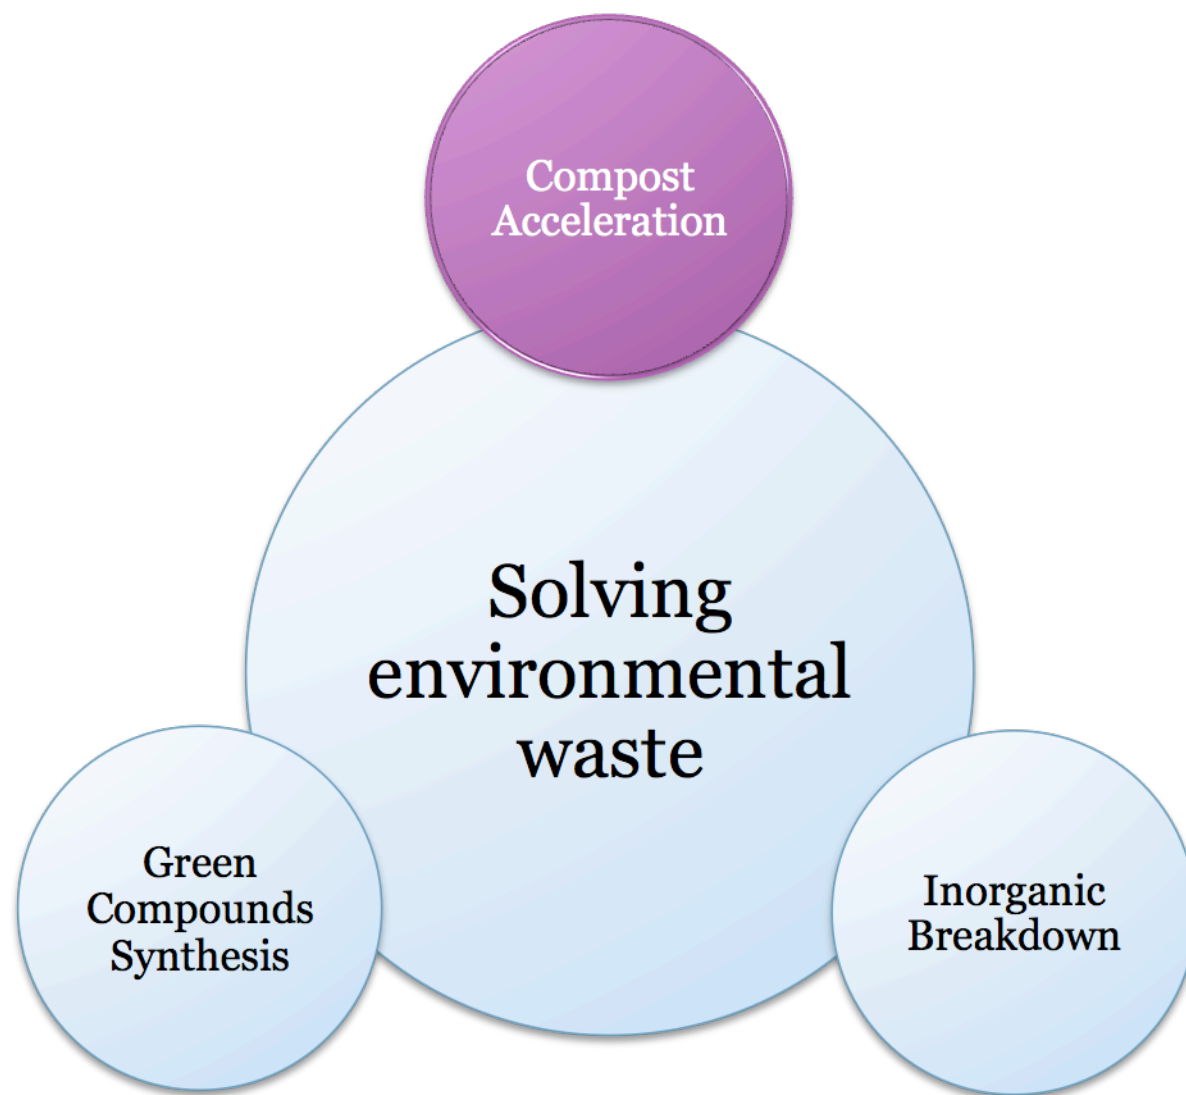 Compost
Acceleration
Solving
environmental
waste
Green
Compounds
Synthesis
Inorganic
Breakdown